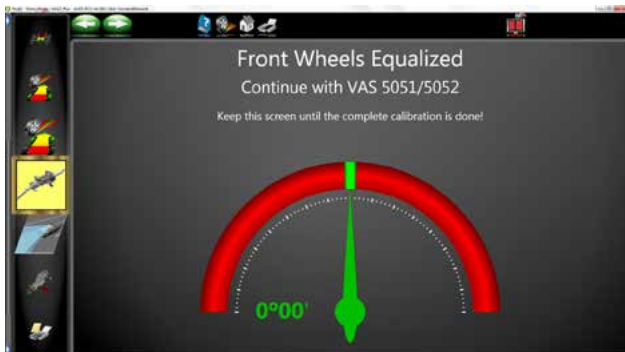 Front Wheels Equalized
Continue with VAS 5051/5052
Keep this screen until the complete calibration is done!
0°00'